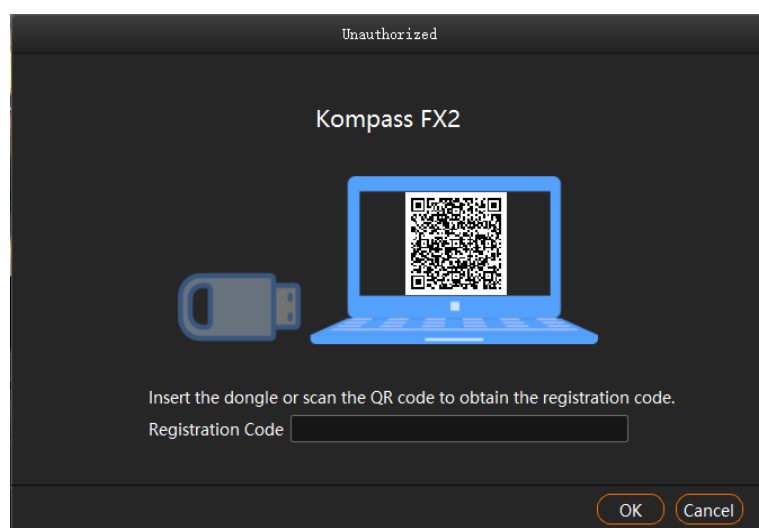 Unauthorized
Kompass FX2
Insert the dongle or scan the QR code to obtain the registration code.
Registration Code
OK
Cancel